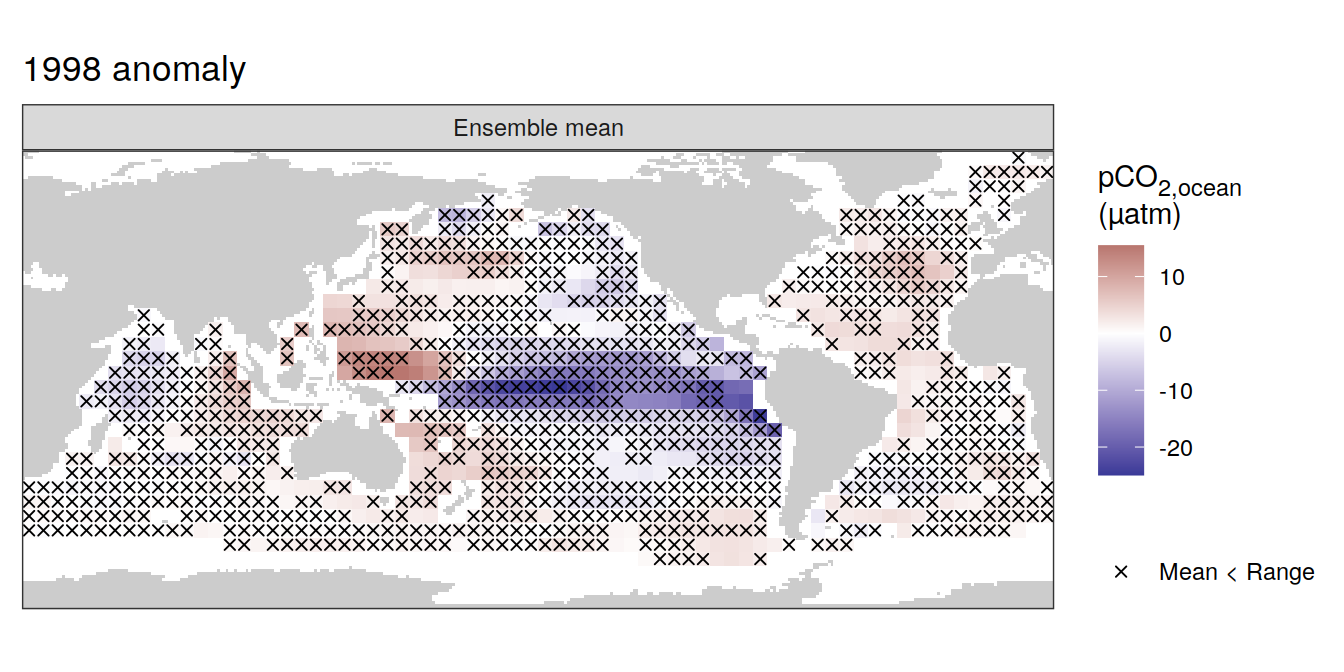 1998 anomaly
Ensemble mean
pCO2,ocean
(µatm)
10
0
-10
-20
Mean < Range